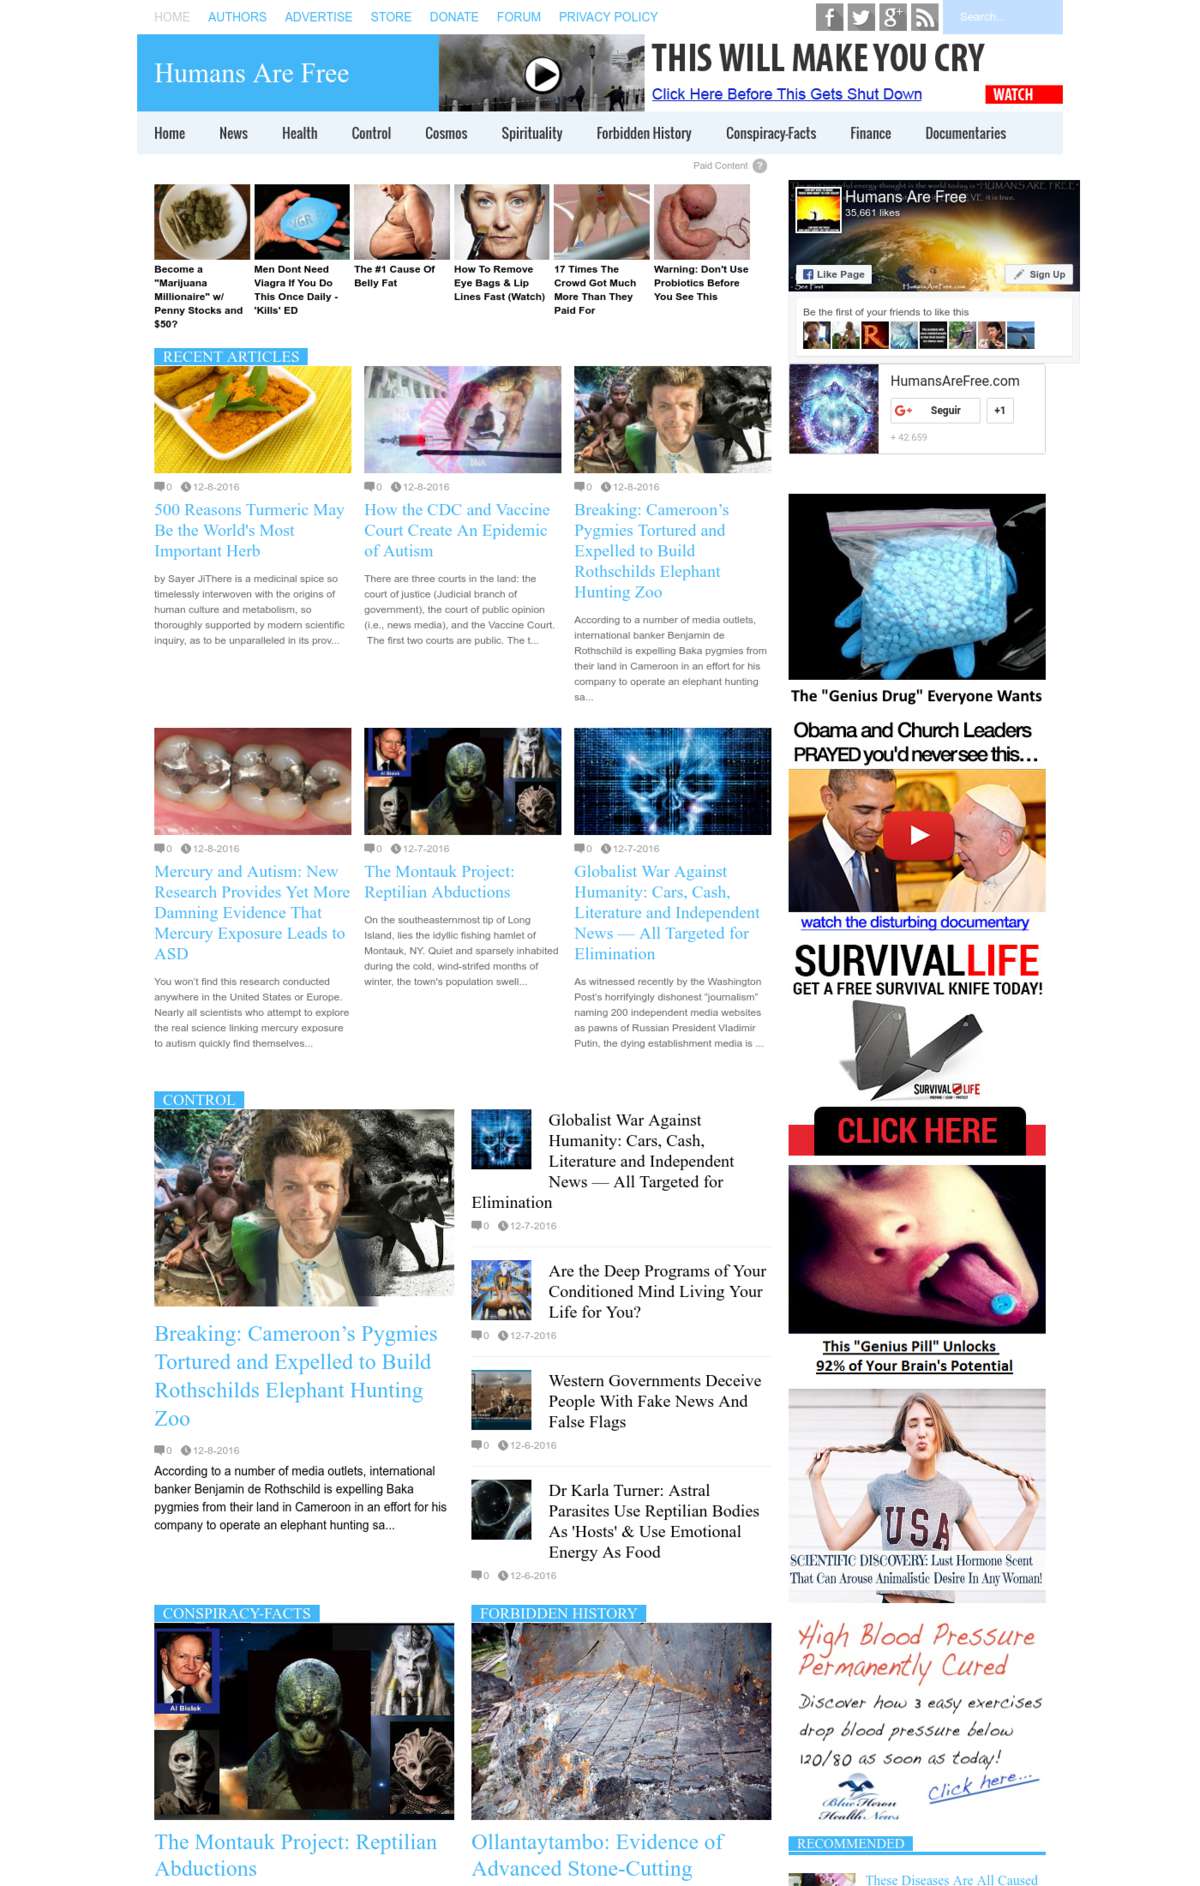 HOME AUTHORS ADVERTISE STORE DONATE FORUM PRIVACY POLICY
Search...
Humans Are Free
THIS WILL MAKE YOU CRY
Click Here Before This Gets Shut Down
WATCH
Home News Health Control Cosmos Spirituality Forbidden History Conspiracy-Facts Finance Documentaries
Paid Content ?
VGR
Become a
"Marijuana
Millionaire" w/
Penny Stocks and
$50?
Men Dont Need
Viagra If You Do
This Once Daily -
'Kills' ED
The #1 Cause Of
Belly Fat
How To Remove
Eye Bags & Lip
Lines Fast (Watch)
17 Times The
Crowd Got Much
More Than They
Paid For
Warning: Don't Use
Probiotics Before
You See This
RECENT ARTICLES
0 12-8-2016
500 Reasons Turmeric May
Be the World's Most
Important Herb
by Sayer JiThere is a medicinal spice so
timelessly interwoven with the origins of
human culture and metabolism, so
thoroughly supported by modern scientific
inquiry, as to be unparalleled in its prov...
DNA
0 12-8-2016
How the CDC and Vaccine
Court Create An Epidemic
of Autism
There are three courts in the land: the
court of justice (Judicial branch of
government), the court of public opinion
(i.e., news media), and the Vaccine Court.
The first two courts are public. The t...
0 12-8-2016
Breaking: Cameroon's
Pygmies Tortured and
Expelled to Build
Rothschilds Elephant
Hunting Zoo
According to a number of media outlets,
international banker Benjamin de
Rothschild is expelling Baka pygmies from
their land in Cameroon in an effort for his
company to operate an elephant hunting
sa...
0 12-8-2016
Mercury and Autism: New
Research Provides Yet More
Damning Evidence That
Mercury Exposure Leads to
ASD
You won't find this research conducted
anywhere in the United States or Europe.
Nearly all scientists who attempt to explore
the real science linking mercury exposure
to autism quickly find themselves...
Al Bielek
0 12-7-2016
The Montauk Project:
Reptilian Abductions
On the southeasternmost tip of Long
Island, lies the idyllic fishing hamlet of
Montauk, NY. Quiet and sparsely inhabited
during the cold, wind-strifed months of
winter, the town's population swell...
0 12-7-2016
Globalist War Against
Humanity: Cars, Cash,
Literature and Independent
News — All Targeted for
Elimination
As witnessed recently by the Washington
Post's horrifyingly dishonest "journalism"
naming 200 independent media websites
as pawns of Russian President Vladimir
Putin, the dying establishment media is ...
CONTROL
Breaking: Cameroon's Pygmies
Tortured and Expelled to Build
Rothschilds Elephant Hunting
Zoo
0 12-8-2016
According to a number of media outlets, international
banker Benjamin de Rothschild is expelling Baka
pygmies from their land in Cameroon in an effort for his
company to operate an elephant hunting sa...
Globalist War Against
Humanity: Cars, Cash,
Literature and Independent
News — All Targeted for
Elimination
0 12-7-2016
Are the Deep Programs of Your
Conditioned Mind Living Your
Life for You?
0 12-7-2016
Western Governments Deceive
People With Fake News And
False Flags
0 12-6-2016
Dr Karla Turner: Astral
Parasites Use Reptilian Bodies
As 'Hosts' & Use Emotional
Energy As Food
0 12-6-2016
CONSPIRACY-FACTS
Al Bielek
The Montauk Project: Reptilian
Abductions
FORBIDDEN HISTORY
Ollantaytambo: Evidence of
Advanced Stone-Cutting
Humans Are Free
35,661 likes
Like Page
Sign Up
HumansAreFree.com
Be the first of your friends to like this
HumansAreFree.com
G+ Seguir +1
+ 42 659
The "Genius Drug" Everyone Wants
Obama and Church Leaders
PRAYED you'd never see this...
watch the disturbing documentary
SURVIVALLIFE
GET A FREE SURVIVAL KNIFE TODAY!
SURVIVAL LIFE
CLICK HERE
This "Genius Pill" Unlocks
92% of Your Brain's Potential
USA
SCIENTIFIC DISCOVERY: Lust Hormone Scent
That Can Arouse Animalistic Desire In Any Woman!
High Blood Pressure
Permanently Cured
Discover how 3 easy exercises
drop blood pressure below
120/80 as soon as today!
Click here...
Blue Heron
Health News
RECOMMENDED
These Diseases Are All Caused